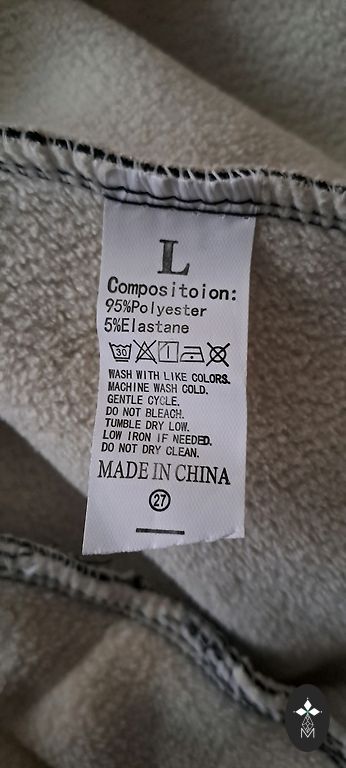 L
Compositoion:
95%Polyester
5%Elastane
30
WASH WITH LIKE COLORS.
MACHINE WASH COLD.
GENTLE CYCLE.
DO NOT BLEACH.
TUMBLE DRY LOW.
LOW IRON IF NEEDED.
DO NOT DRY CLEAN.
MADE IN CHINA
27
M